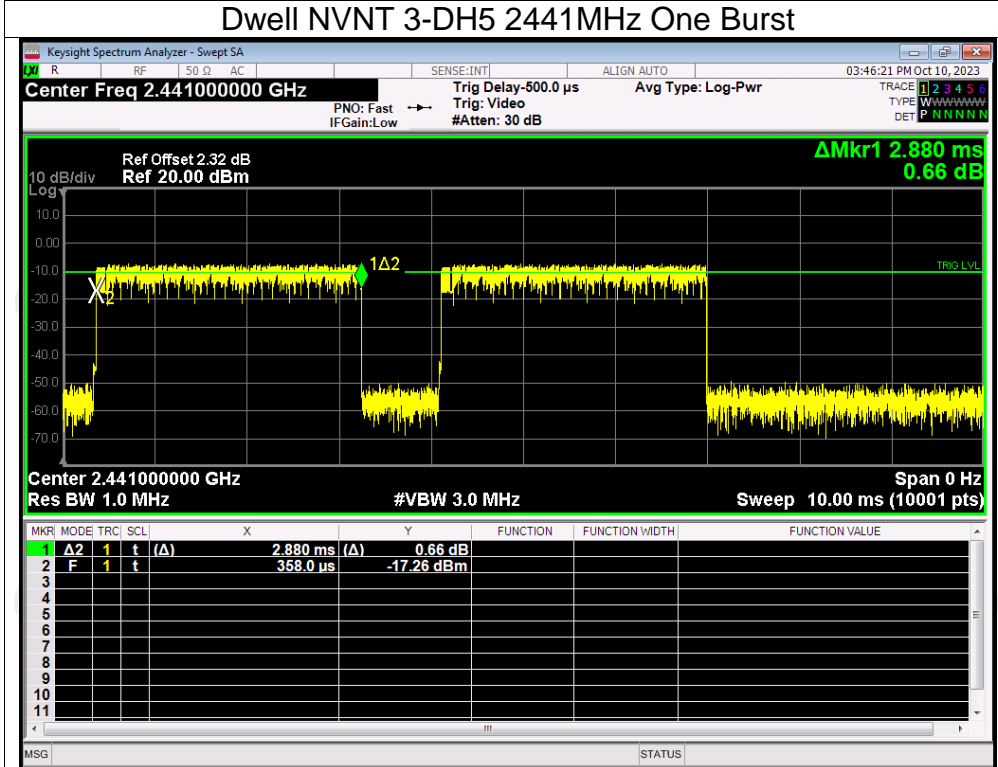 Dwell NVNT 3-DH5 2441MHz One Burst
Keysight Spectrum Analyzer - Swept SA
LXI R RF 50 Ω AC SENSE:INT ALIGN AUTO 03:46:21 PM Oct 10, 2023
Center Freq 2.441000000 GHz Trig Delay-500.0 µs Avg Type: Log-Pwr TRACE 1 2 3 4 5 6
PNO: Fast Trig: Video TYPE WWWWWW
IFGain:Low #Atten: 30 dB DET P N N N N N
ΔMkr1 2.880 ms
0.66 dB
Ref Offset 2.32 dB
10 dB/div Ref 20.00 dBm
Log
10.0
0.00
-10.0 1Δ2 TRIG LVL
-20.0 2
-30.0
-40.0
-50.0
-60.0
-70.0
Center 2.441000000 GHz Span 0 Hz
Res BW 1.0 MHz #VBW 3.0 MHz Sweep 10.00 ms (10001 pts)
MKR MODE TRC SCL X Y FUNCTION FUNCTION WIDTH FUNCTION VALUE
1 Δ2 1 t (Δ) 2.880 ms (Δ) 0.66 dB
2 F 1 t 358.0 µs -17.26 dBm
3
4
5
6
7
8
9
10
11
MSG STATUS